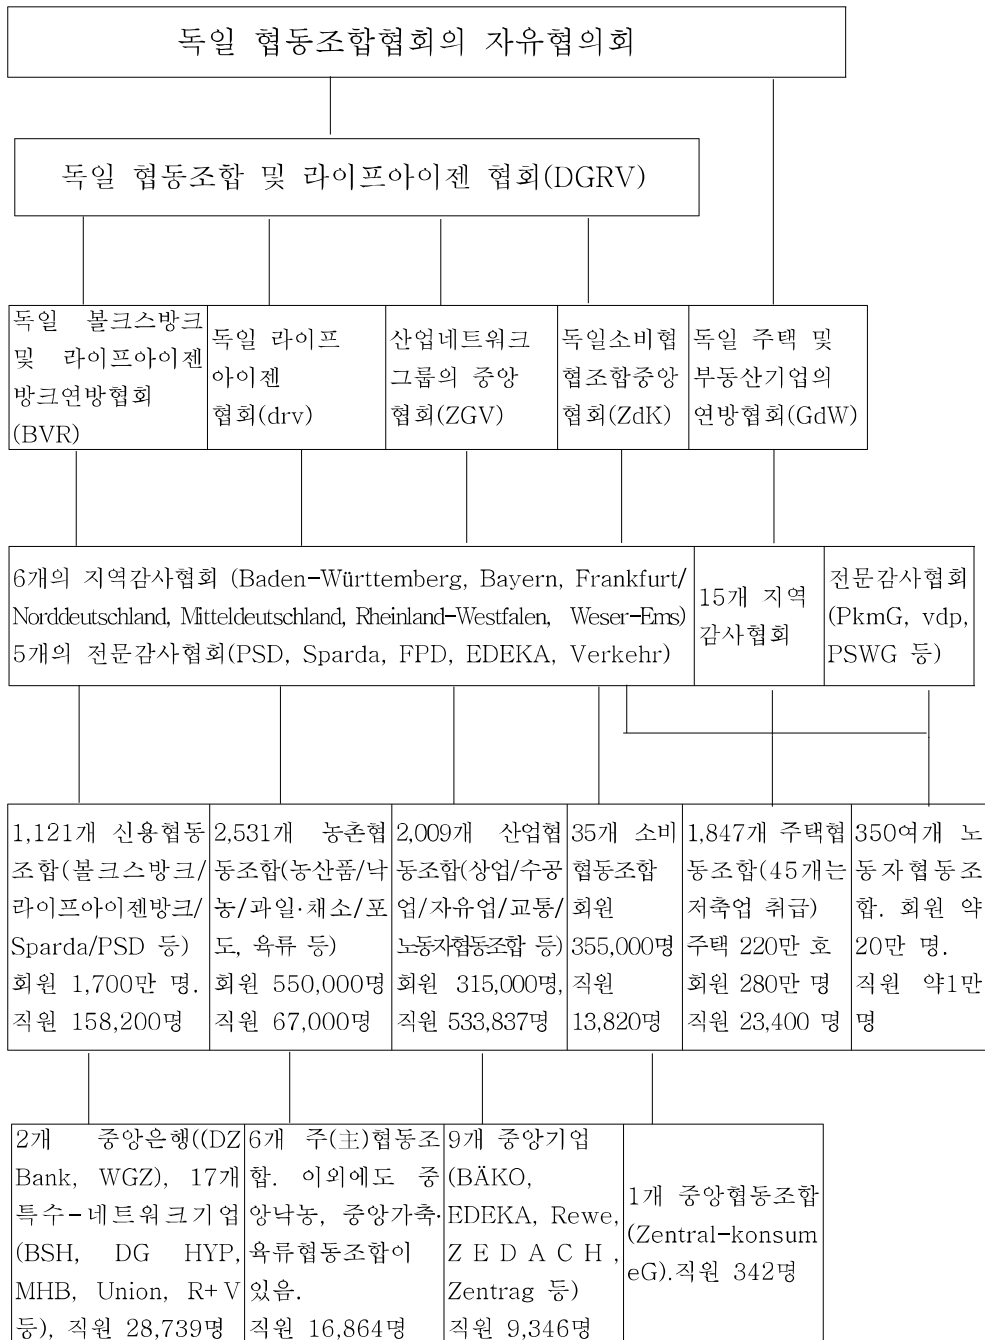 독일 협동조합협회의 자유협의회
독일 협동조합 및 라이프아이젠 협회(DGRV)
독일 볼크스방크
및 라이프아이젠
방크연방협회
(BVR)
독일 라이프
아이젠
협회(drv)
산업네트워크
그룹의 중앙
협회(ZGV)
독일소비협
협조합중앙
협회(ZdK)
독일 주택 및
부동산기업의
연방협회(GdW)
6개의 지역감사협회 (Baden-Württemberg, Bayern, Frankfurt/
Norddeutschland, Mitteldeutschland, Rheinland-Westfalen, Weser-Ems)
5개의 전문감사협회(PSD, Sparda, FPD, EDEKA, Verkehr)
15개 지역
감사협회
전문감사협회
(PkmG, vdp,
PSWG 등)
1,121개 신용협동
조합(볼크스방크/
라이프아이젠방크/
Sparda/PSD 등)
회원 1,700만 명.
직원 158,200명
2,531개 농촌협
동조합(농산품/낙
농/과일·채소/포
도, 육류 등)
회원 550,000명
직원 67,000명
2,009개 산업협
동조합(상업/수공
업/자유업/교통/
노동자협동조합 등)
회원 315,000명,
직원 533,837명
35개 소비
협동조합
회원
355,000명
직원
13,820명
1,847개 주택협
동조합(45개는
저축업 취급)
주택 220만 호
회원 280만 명
직원 23,400 명
350여개 노
동자협동조
합. 회원 약
20만 명.
직원 약1만
명
2개 중앙은행((DZ
Bank, WGZ), 17개
특수-네트워크기업
(BSH, DG HYP,
MHB, Union, R+V
등), 직원 28,739명
6개 주(主)협동조
합. 이외에도 중
앙낙농, 중앙가축·
육류협동조합이
있음.
직원 16,864명
9개 중앙기업
(BÄKO,
EDEKA, Rewe,
ZEDACH,
Zentrag 등)
직원 9,346명
1개 중앙협동조합
(Zentral-konsum
eG).직원 342명